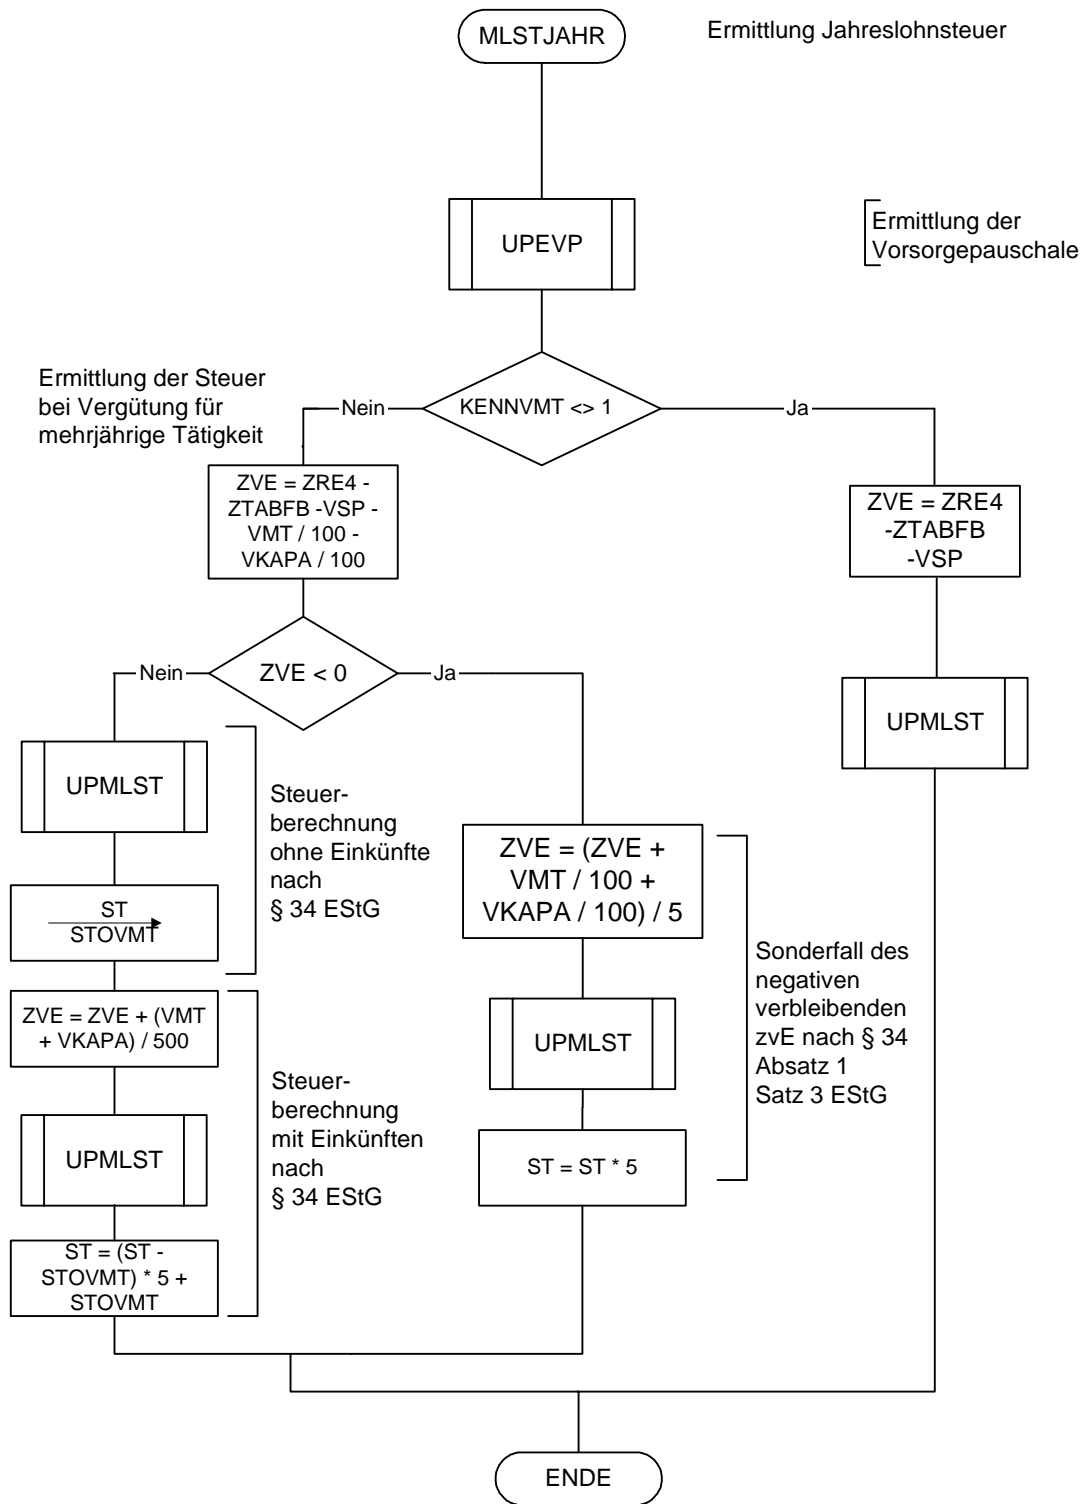 MLSTJAHR
Ermittlung Jahreslohnsteuer
UPEVP
Ermittlung der
Vorsorgepauschale
Ermittlung der Steuer
bei Vergütung für
mehrjährige Tätigkeit
Nein
KENNVMT <> 1
Ja
ZVE = ZRE4 -
ZTABFB -VSP -
VMT / 100 -
VKAPA / 100
ZVE = ZRE4
-ZTABFB
-VSP
Nein
ZVE < 0
Ja
UPMLST
UPMLST
Steuer-
berechnung
ohne Einkünfte
nach
§ 34 EStG
ST
STOVMT
ZVE = (ZVE +
VMT / 100 +
VKAPA / 100) / 5
Sonderfall des
negativen
verbleibenden
zvE nach § 34
Absatz 1
Satz 3 EStG
ZVE = ZVE + (VMT
+ VKAPA) / 500
UPMLST
Steuer-
berechnung
mit Einkünften
nach
§ 34 EStG
UPMLST
ST = ST * 5
ST = (ST -
STOVMT) * 5 +
STOVMT
ENDE